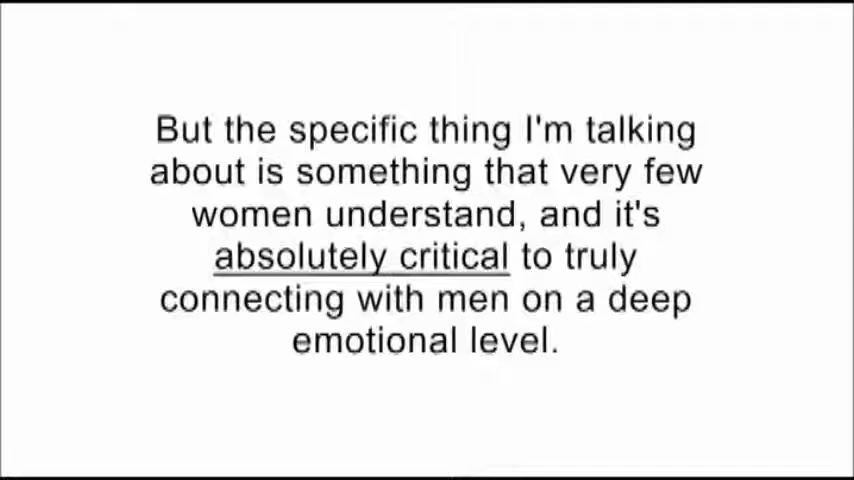 But the specific thing I'm talking
about is something that very few
women understand, and it's
absolutely critical to truly
connecting with men on a deep
emotional level.